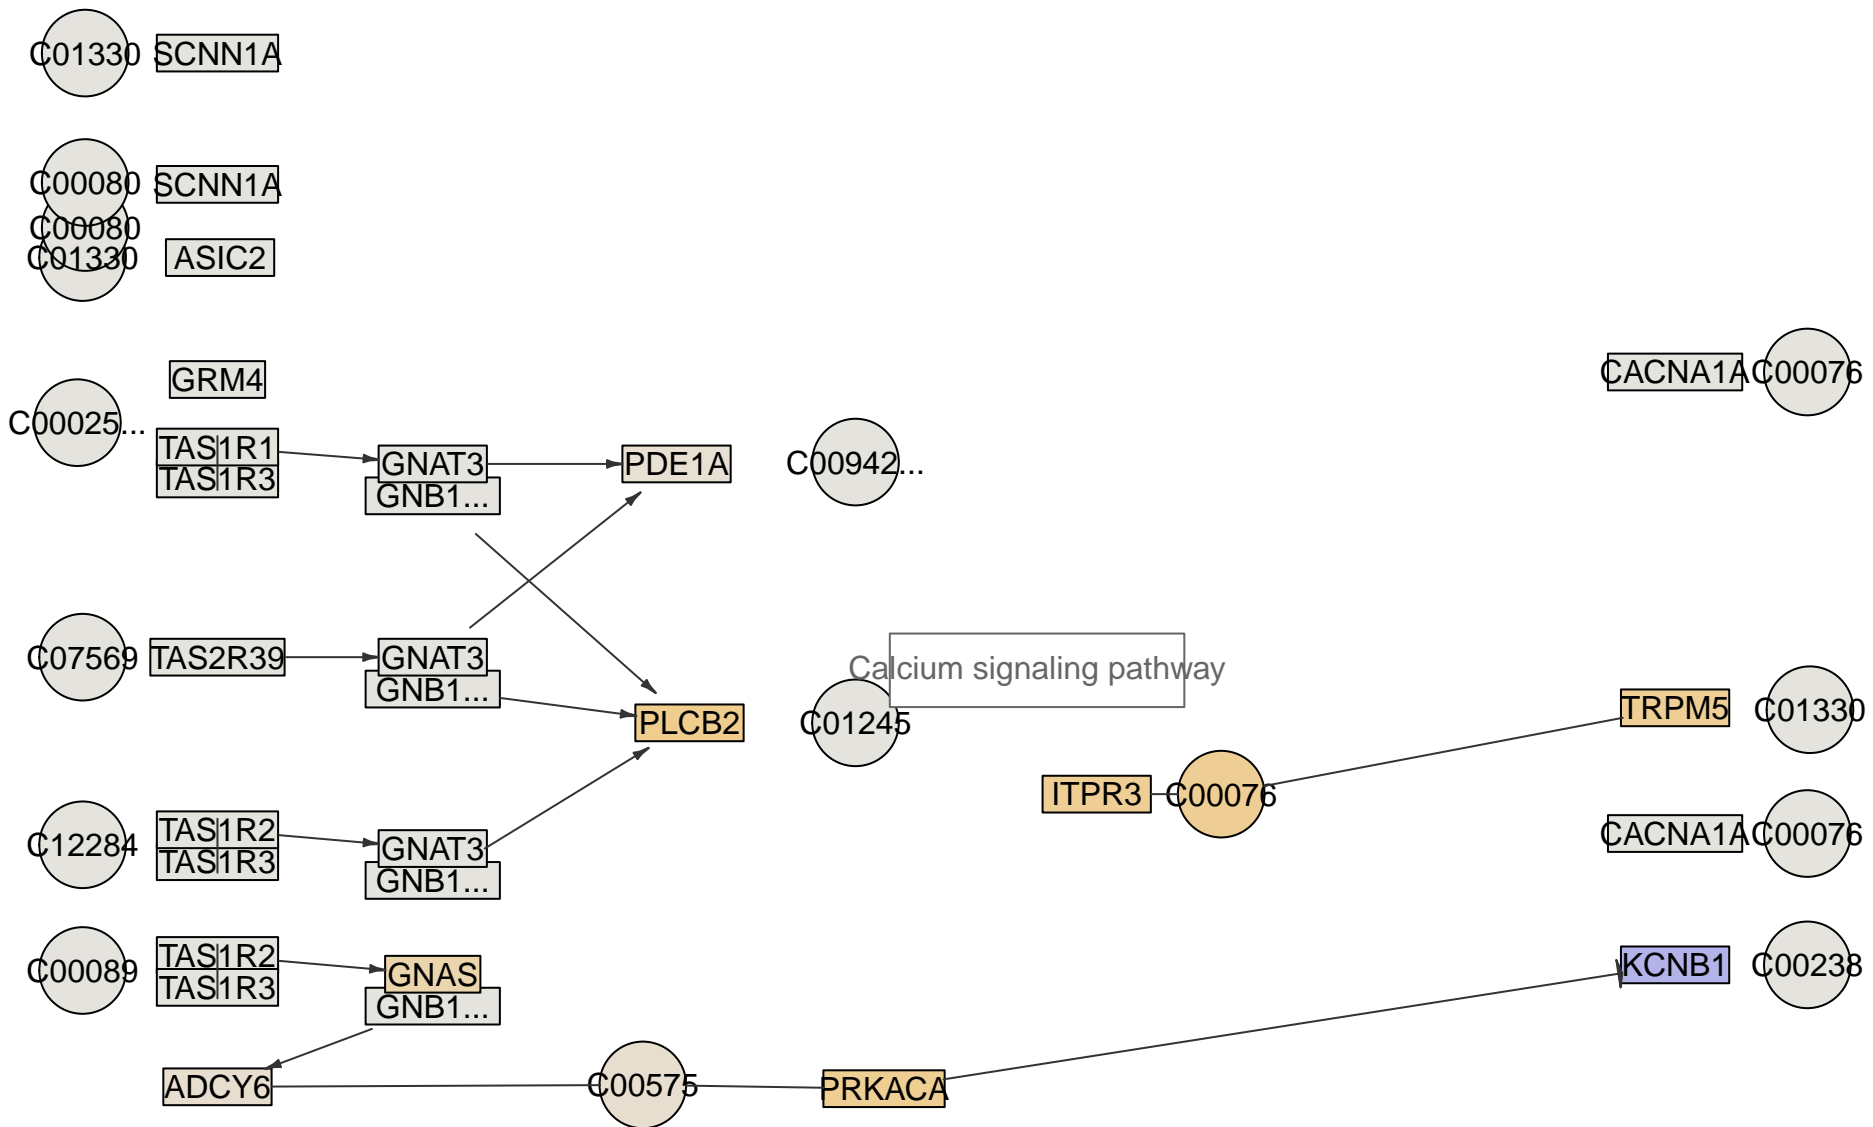 C01330 SCNN1A
C00080 SCNN1A
C00080
C01330 ASIC2
GRM4
CACNA1A C00076
C00025...
TAS1R1
GNAT3 PDE1A C00942...
TAS1R3
GNB1...
C07569 TAS2R39 GNAT3
Calcium signaling pathway
GNB1...
TRPM5 C01330
PLCB2 C01245
ITPR3 C00076
TAS1R2
CACNA1A C00076
C12284 GNAT3
TAS1R3
GNB1...
TAS1R2
KCNB1 C00238
C00089 GNAS
TAS1R3
GNB1...
ADCY6 C00575 PRKACA